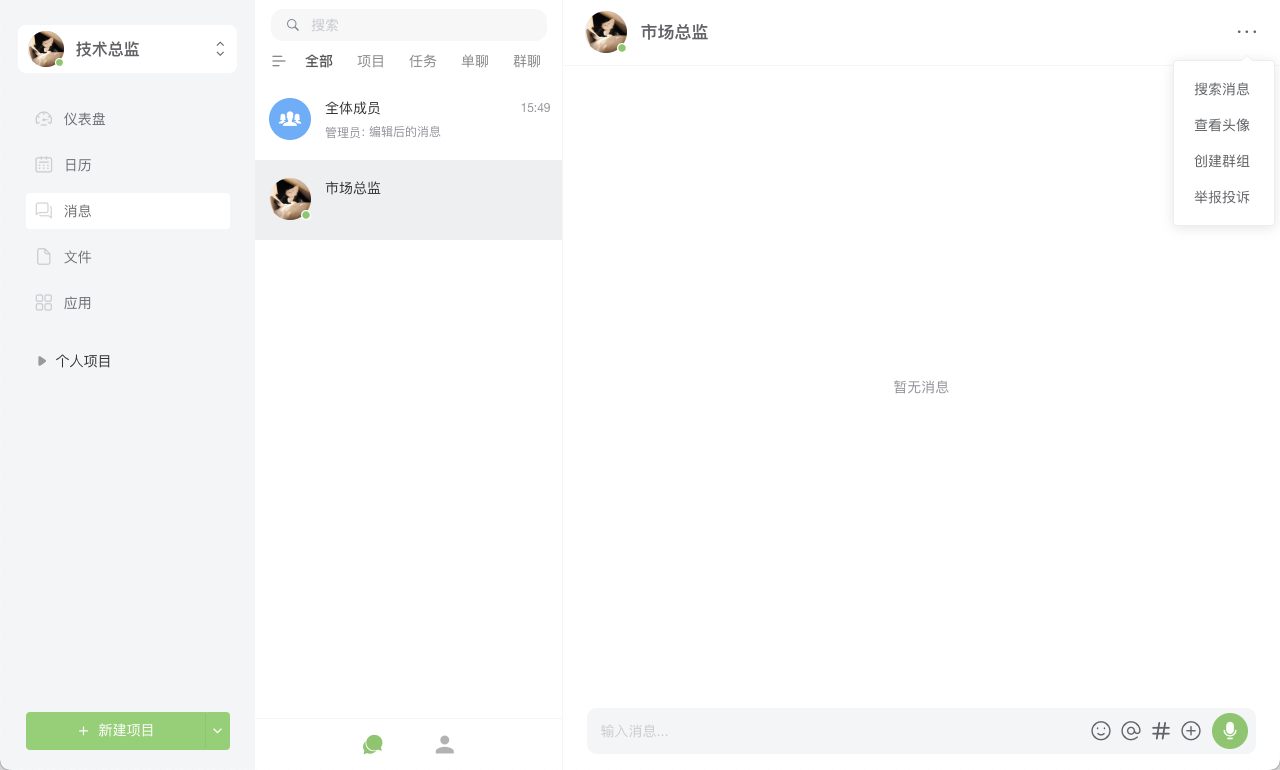 技术总监
仪表盘
日历
消息
文件
应用
个人项目
新建项目
搜索
全部 项目 任务 单聊 群聊
全体成员 15:49
管理员: 编辑后的消息
市场总监
市场总监
搜索消息
查看头像
创建群组
举报投诉
暂无消息
输入消息...